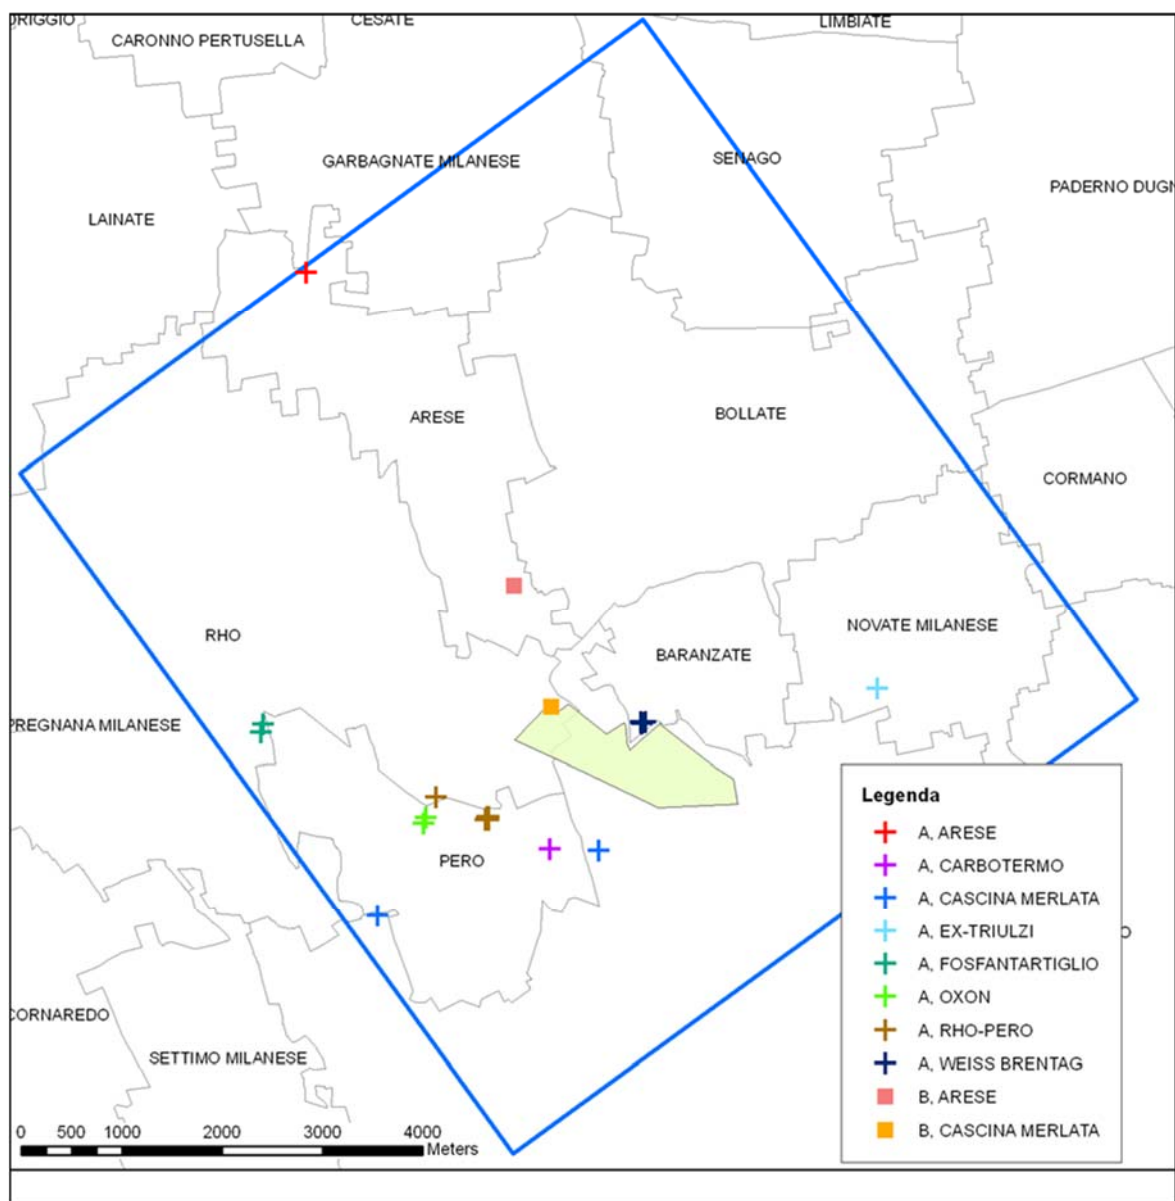 ORIGGIO
CESATE
LIMBIATE
CARONNO PERTUSELLA
GARBAGNATE MILANESE
SENAGO
PADERNO DUGN
LAINATE
ARESE
BOLLATE
CORMANO
RHO
NOVATE MILANESE
BARANZATE
PREGNANA MILANESE
PERO
Legenda
A, ARESE
A, CARBOTERMO
A, CASCINA MERLATA
A, EX-TRIULZI
O
A, FOSFANTARTIGLIO
A, OXON
CORNAREDO
A, RHO-PERO
SETTIMO MILANESE
A, WEISS BRENTAG
B, ARESE
B, CASCINA MERLATA
0 500 1000 2000 3000 4000
Meters